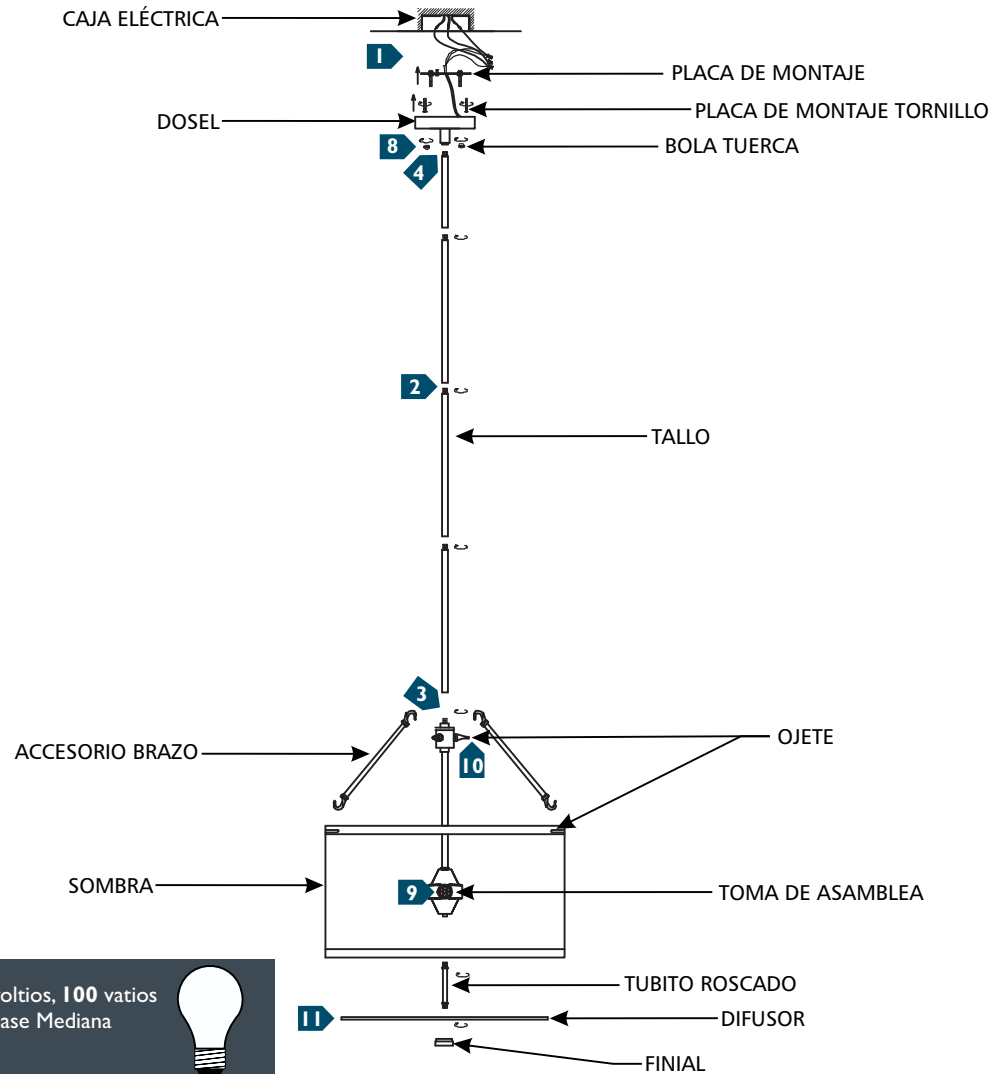 CAJA ELÉCTRICA
1
PLACA DE MONTAJE
PLACA DE MONTAJE TORNILLO
DOSEL
8
BOLA TUERCA
4
2
TALLO
3
ACCESORIO BRAZO
OJETE
10
SOMBRA
9
TOMA DE ASAMBLEA
TUBITO ROSCADO
11
DIFUSOR
FINIAL
oltios, 100 vatios
ase Mediana